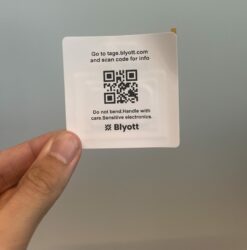 Go to tags.blyott.com
and scan code for info
Do not bend.Handle with
care.Sensitive electronics.
Blyott